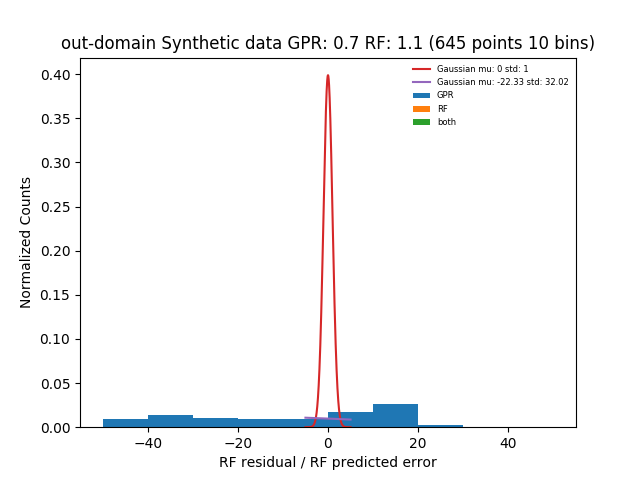 out-domain Synthetic data GPR: 0.7 RF: 1.1 (645 points 10 bins)
Gaussian mu: 0 std: 1
Gaussian mu: -22.33 std: 32.02
GPR
RF
both
Normalized Counts
0.40
0.35
0.30
0.25
0.20
0.15
0.10
0.05
0.00
−40
−20
0
20
40
RF residual / RF predicted error